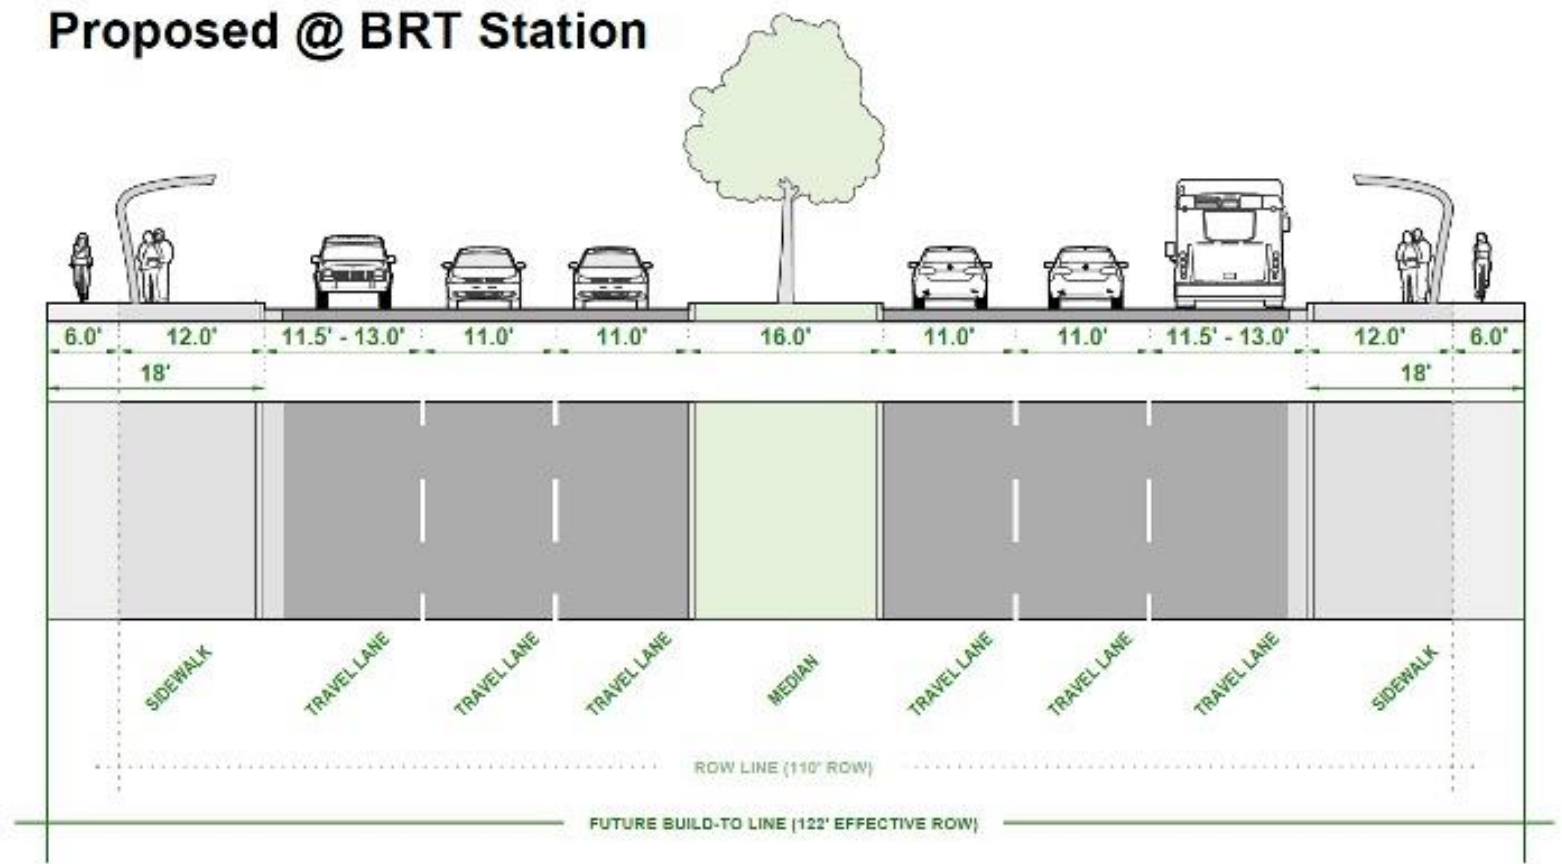 Proposed @ BRT Station
6.0' 12.0' 11.5' - 13.0' 11.0' 11.0' 16.0' 11.0' 11.0' 11.5' - 13.0' 12.0' 6.0'
18' 18'
SIDEWALK TRAVEL LANE TRAVEL LANE TRAVEL LANE MEDIAN TRAVEL LANE TRAVEL LANE TRAVEL LANE SIDEWALK
ROW LINE (110' ROW)
FUTURE BUILD-TO LINE (122' EFFECTIVE ROW)